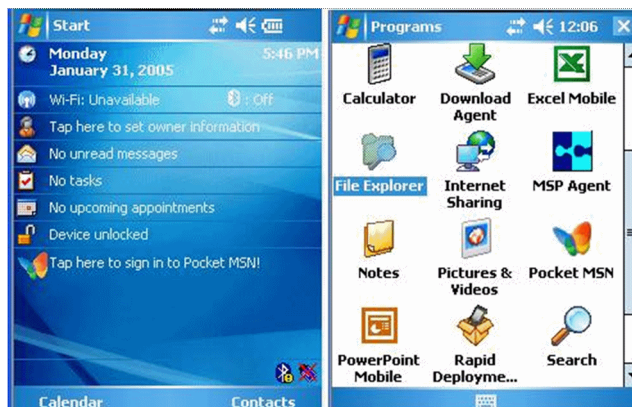 Start
Monday
5:46 PM
January 31, 2005
Wi-Fi: Unavailable
: Off
Tap here to set owner information
No unread messages
No tasks
No upcoming appointments
Device unlocked
Tap here to sign in to Pocket MSN!
Calendar
Contacts
Programs
12:06
Calculator
Download
Agent
Excel Mobile
File Explorer
Internet
Sharing
MSP Agent
Notes
Pictures &
Videos
Pocket MSN
PowerPoint
Mobile
Rapid
Deployme...
Search